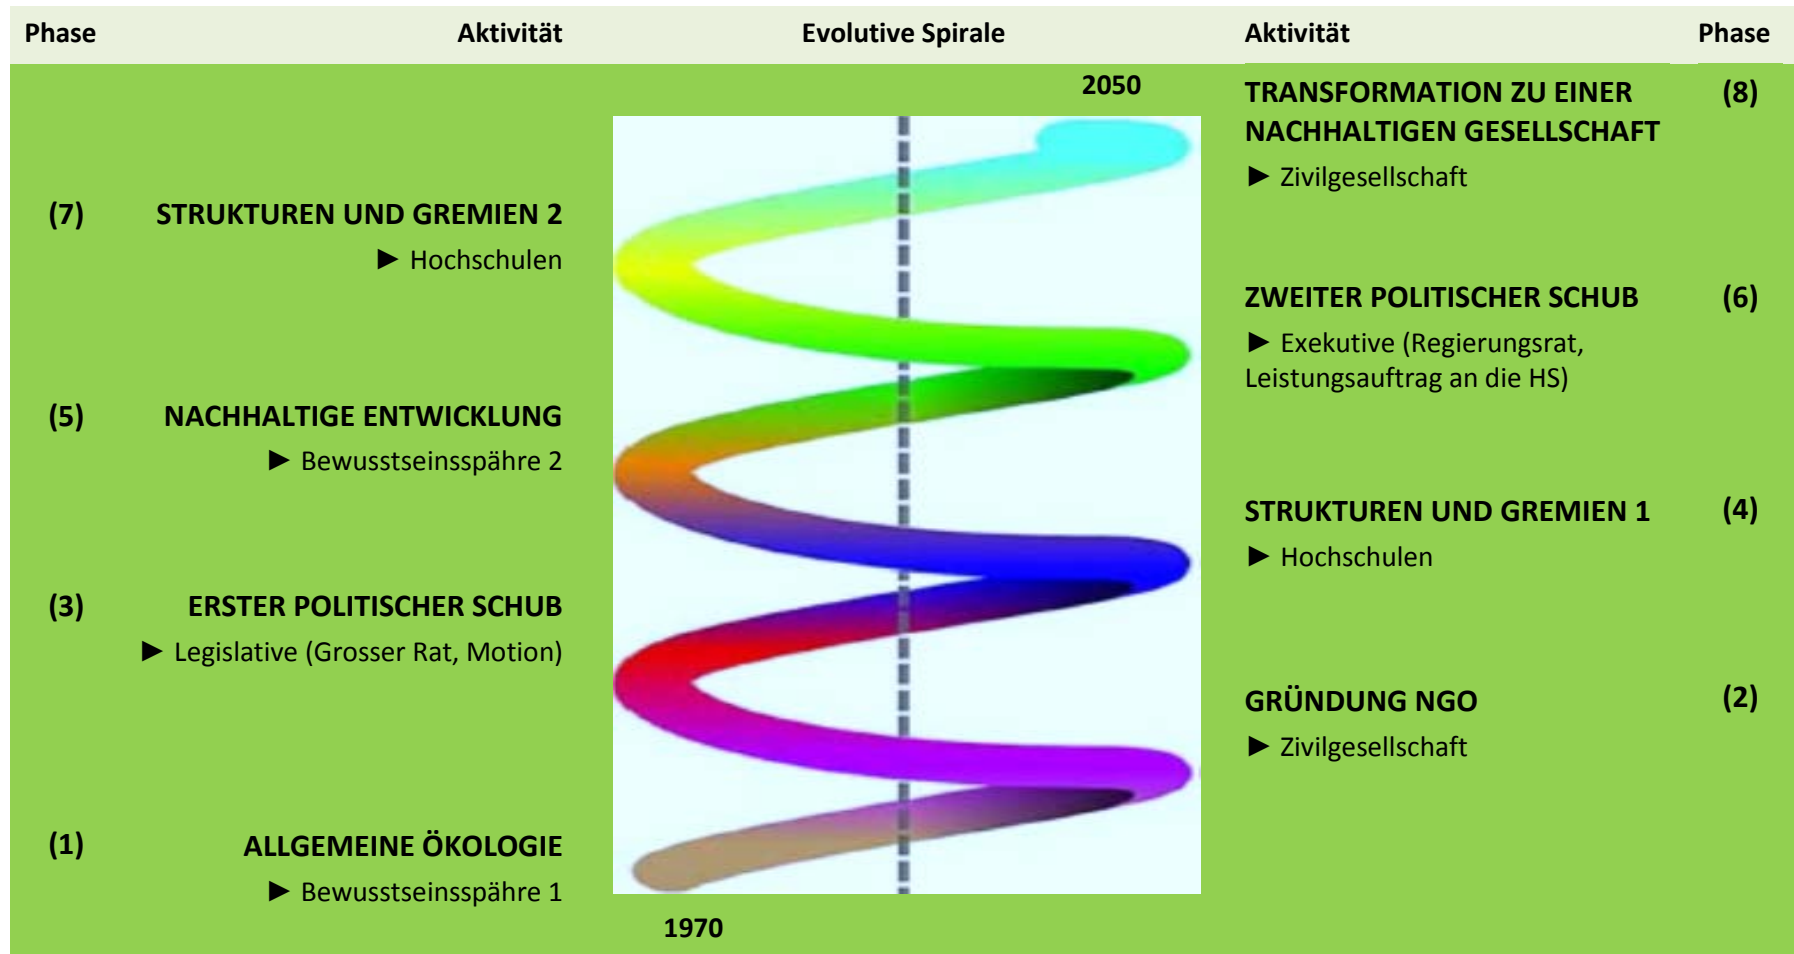 Phase Aktivität Evolutive Spirale Aktivität Phase
2050
TRANSFORMATION ZU EINER (8)
NACHHALTIGEN GESELLSCHAFT
► Zivilgesellschaft
(7) STRUKTUREN UND GREMIEN 2
► Hochschulen
ZWEITER POLITISCHER SCHUB (6)
► Exekutive (Regierungsrat,
Leistungsauftrag an die HS)
(5) NACHHALTIGE ENTWICKLUNG
► Bewusstseinsspähre 2
STRUKTUREN UND GREMIEN 1 (4)
► Hochschulen
(3) ERSTER POLITISCHER SCHUB
► Legislative (Grosser Rat, Motion)
GRÜNDUNG NGO (2)
► Zivilgesellschaft
(1) ALLGEMEINE ÖKOLOGIE
► Bewusstseinsspähre 1
1970